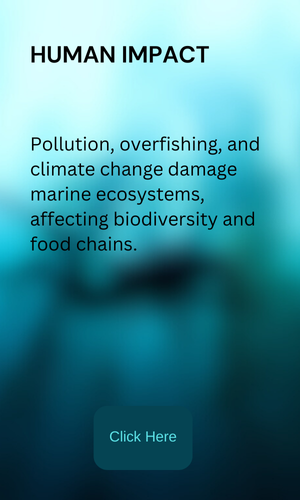 HUMAN IMPACT
Pollution, overfishing, and
climate change damage
marine ecosystems,
affecting biodiversity and
food chains.
Click Here